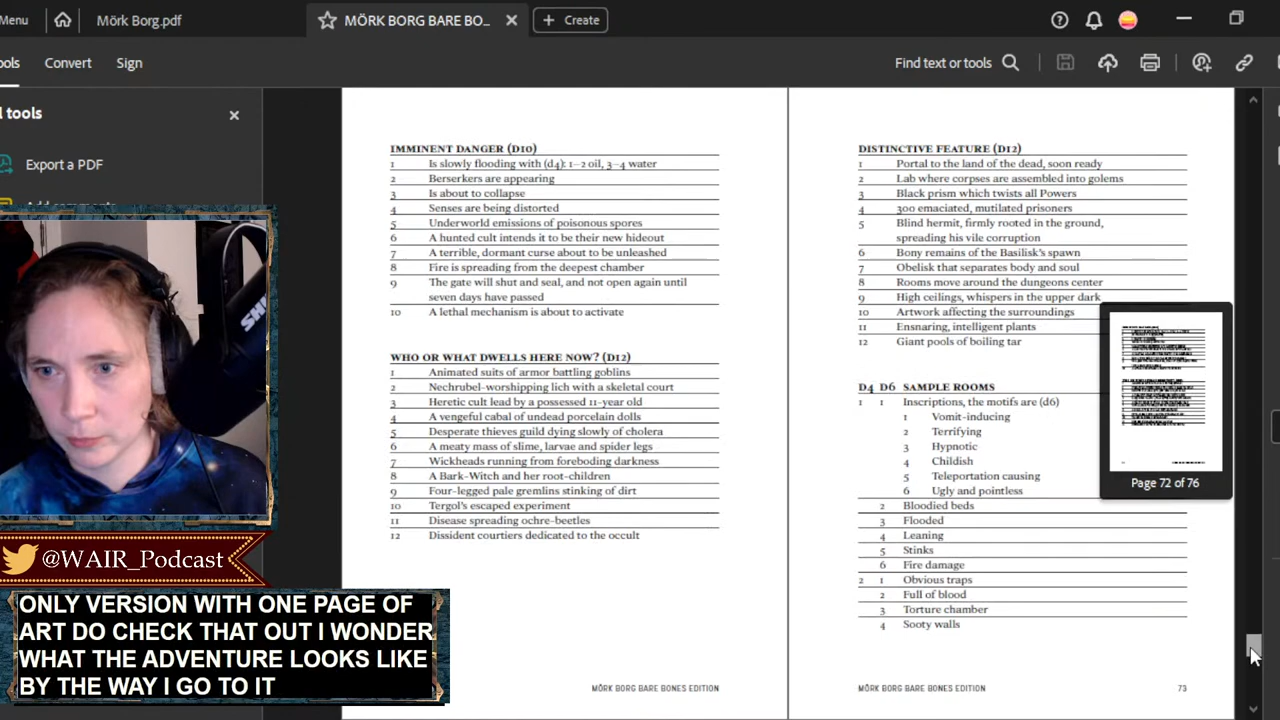 Menu
Mörk Borg.pdf
MÖRK BORG BARE BO...
Create
ols
Convert
Sign
Find text or tools
l tools
Export a PDF
IMMINENT DANGER (D10)
1 Is slowly flooding with (d4): 1–2 oil, 3–4 water
2 Berserkers are appearing
3 Is about to collapse
4 Senses are being distorted
5 Underworld emissions of poisonous spores
6 A hunted cult intends it to be their new hideout
7 A terrible, dormant curse about to be unleashed
8 Fire is spreading from the deepest chamber
9 The gate will shut and seal, and not open again until
seven days have passed
10 A lethal mechanism is about to activate
WHO OR WHAT DWELLS HERE NOW? (D12)
1 Animated suits of armor battling goblins
2 Nechrubel-worshipping lich with a skeletal court
3 Heretic cult lead by a possessed 11-year old
4 A vengeful cabal of undead porcelain dolls
5 Desperate thieves guild dying slowly of cholera
6 A meaty mass of slime, larvae and spider legs
7 Wickheads running from foreboding darkness
8 A Bark-Witch and her root-children
9 Four-legged pale gremlins stinking of dirt
10 Tergol's escaped experiment
11 Disease spreading ochre-beetles
12 Dissident courtiers dedicated to the occult
MÖRK BORG BARE BONES EDITION
DISTINCTIVE FEATURE (D12)
1 Portal to the land of the dead, soon ready
2 Lab where corpses are assembled into golems
3 Black prism which twists all Powers
4 300 emaciated, mutilated prisoners
5 Blind hermit, firmly rooted in the ground,
spreading his vile corruption
6 Bony remains of the Basilisk's spawn
7 Obelisk that separates body and soul
8 Rooms move around the dungeons center
9 High ceilings, whispers in the upper dark
10 Artwork affecting the surroundings
11 Ensnaring, intelligent plants
12 Giant pools of boiling tar
D4 D6 SAMPLE ROOMS
1 1 Inscriptions, the motifs are (d6)
1 Vomit-inducing
2 Terrifying
3 Hypnotic
4 Childish
5 Teleportation causing
6 Ugly and pointless
2 Bloodied beds
3 Flooded
4 Leaning
5 Stinks
6 Fire damage
2 1 Obvious traps
2 Full of blood
3 Torture chamber
4 Sooty walls
MÖRK BORG BARE BONES EDITION 73
Page 72 of 76
@WAIR_Podcast
ONLY VERSION WITH ONE PAGE OF
ART DO CHECK THAT OUT I WONDER
WHAT THE ADVENTURE LOOKS LIKE
BY THE WAY I GO TO IT